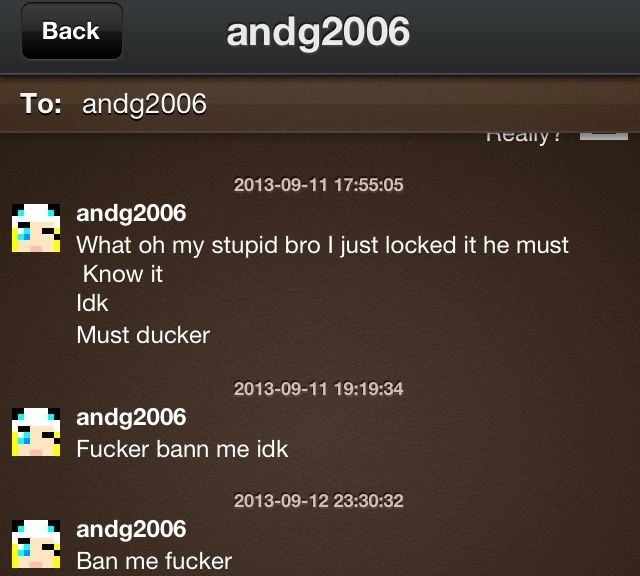 Back
andg2006
To: andg2006
Really?
2013-09-11 17:55:05
andg2006
What oh my stupid bro I just locked it he must
Know it
Idk
Must ducker
2013-09-11 19:19:34
andg2006
Fucker bann me idk
2013-09-12 23:30:32
andg2006
Ban me fucker